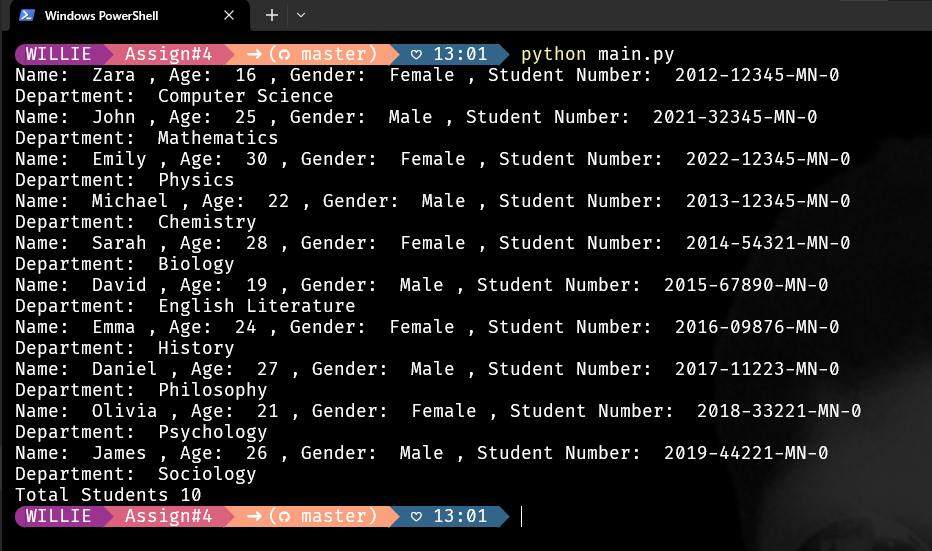 Windows PowerShell
WILLIE Assign#4 →( master) ♡ 13:01 python main.py
Name:  Zara , Age:  16 , Gender:  Female , Student Number:  2012-12345-MN-0
Department:  Computer Science
Name:  John , Age:  25 , Gender:  Male , Student Number:  2021-32345-MN-0
Department:  Mathematics
Name:  Emily , Age:  30 , Gender:  Female , Student Number:  2022-12345-MN-0
Department:  Physics
Name:  Michael , Age:  22 , Gender:  Male , Student Number:  2013-12345-MN-0
Department:  Chemistry
Name:  Sarah , Age:  28 , Gender:  Female , Student Number:  2014-54321-MN-0
Department:  Biology
Name:  David , Age:  19 , Gender:  Male , Student Number:  2015-67890-MN-0
Department:  English Literature
Name:  Emma , Age:  24 , Gender:  Female , Student Number:  2016-09876-MN-0
Department:  History
Name:  Daniel , Age:  27 , Gender:  Male , Student Number:  2017-11223-MN-0
Department:  Philosophy
Name:  Olivia , Age:  21 , Gender:  Female , Student Number:  2018-33221-MN-0
Department:  Psychology
Name:  James , Age:  26 , Gender:  Male , Student Number:  2019-44221-MN-0
Department:  Sociology
Total Students 10
WILLIE Assign#4 →( master) ♡ 13:01